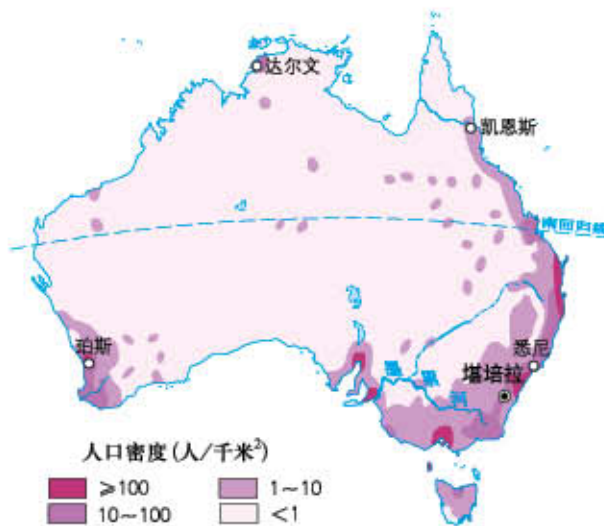 达尔文
凯恩斯
南回归线
珀斯
悉尼
堪培拉
墨累河
人口密度(人/千米²)
≥100
1~10
10~100
<1